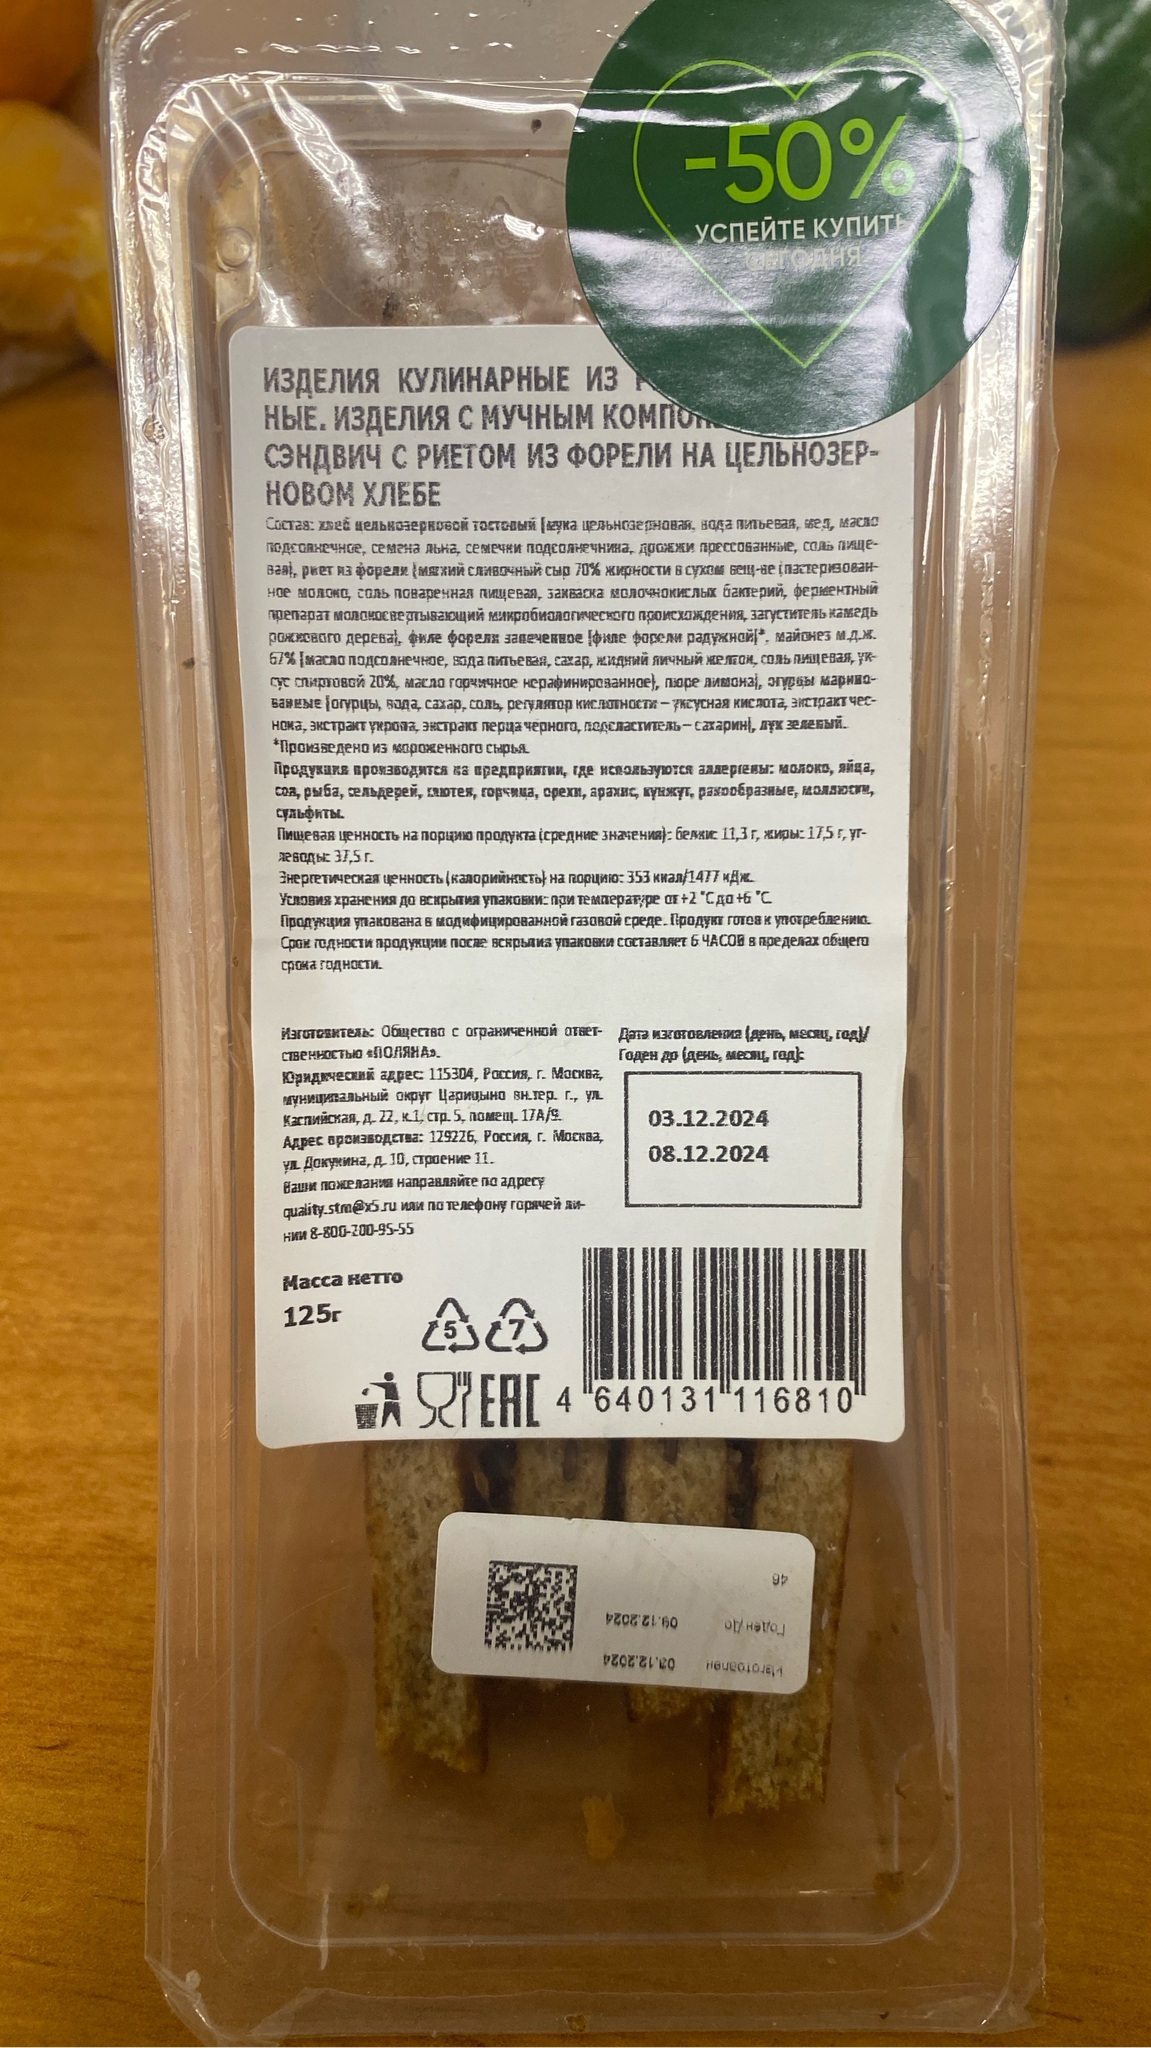 -50%
УСПЕЙТЕ КУПИТЬ
СЕГОДНЯ
ИЗДЕЛИЯ КУЛИНАРНЫЕ ИЗ
НЫЕ. ИЗДЕЛИЯ С МУЧНЫМ
СЭНДВИЧ С РИЕТОМ ИЗ ФОРЕЛИ НА ЦЕЛЬНОЗЕР-
НОВОМ ХЛЕБЕ
Состав: хлеб цельнозерновой тостовый (мука цельнозерновая, вода питьевая, мед, масло
подсолнечное, семена льна, семечки подсолнечника, дрожжи прессованные, соль пище-
вая), риет из форели (мягкий сливочный сыр 70% жирности в сухом вещ-ве (пастеризован-
ное молоко, соль поваренная пищевая, закваска молочнокислых бактерий, ферментный
препарат молокосвертывающий микробиологического происхождения, загуститель камедь
рожкового дерева), филе форели запеченное [филе форели радужной]*, майонез м.д.ж.
67% [масло подсолнечное, вода питьевая, сахар, жидкий яичный желток, соль пищевая, ук-
сус спиртовой 20%, масло горчичное нерафинированное), пюре лимона), огурцы марино-
ванные (огурцы, вода, сахар, соль, регулятор кислотности – уксусная кислота, экстракт чес-
нока, экстракт укропа, экстракт перца черного, подсластитель – сахарин), лук зеленый.
*Произведено из мороженного сырья.
Продукция производится на предприятии, где используются аллергены: молоко, яйца,
соя, рыба, сельдерей, глютен, горчица, орехи, арахис, кунжут, ракообразные, моллюски,
сульфиты.
Пищевая ценность на порцию продукта (средние значения): белки: 11,3 г, жиры: 17,5 г, уг-
леводы: 37,5 г.
Энергетическая ценность (калорийность) на порцию: 353 ккал/1477 кДж.
Условия хранения до вскрытия упаковки: при температуре от +2 °С до +6 °С.
Продукция упакована в модифицированной газовой среде. Продукт готов к употреблению.
Срок годности продукции после вскрытия упаковки составляет 6 ЧАСОВ в пределах общего
срока годности.
Изготовитель: Общество с ограниченной ответ-
ственностью «ПОЛЯНА».
Юридический адрес: 115304, Россия, г. Москва,
муниципальный округ Царицыно вн.тер. г., ул.
Каспийская, д. 22, к.1, стр. 5, помещ. 17А/9.
Адрес производства: 129226, Россия, г. Москва,
ул. Докукина, д. 10, строение 11.
Ваши пожелания направляйте по адресу
quality.stm@x5.ru или по телефону горячей ли-
нии 8-800-200-95-55
Дата изготовления (день, месяц, год)/
Годен до (день, месяц, год):
03.12.2024
08.12.2024
Масса нетто
125г
5 7
EAC
4 640131 116810
Изготовлен 03.12.2024
Годен До 09.12.2024
46